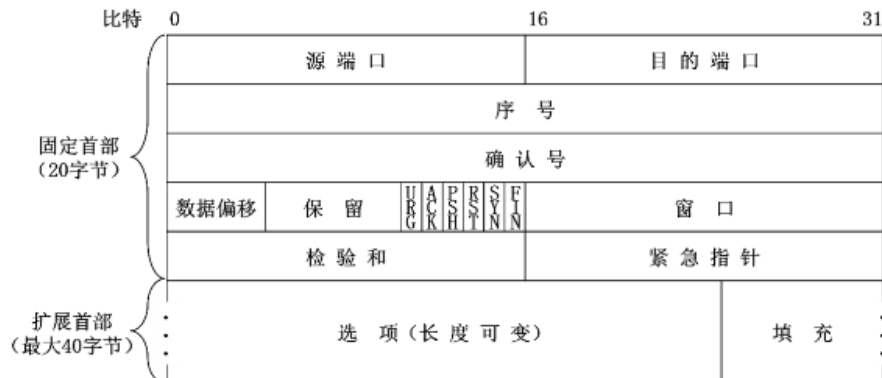 比特 0 16 31
源端口 目的端口
序号
固定首部
(20字节)
确认号
数据偏移 保留 URG ACK PSH RST SYN FIN 窗口
检验和 紧急指针
扩展首部
(最大40字节)
选项(长度可变) 填充